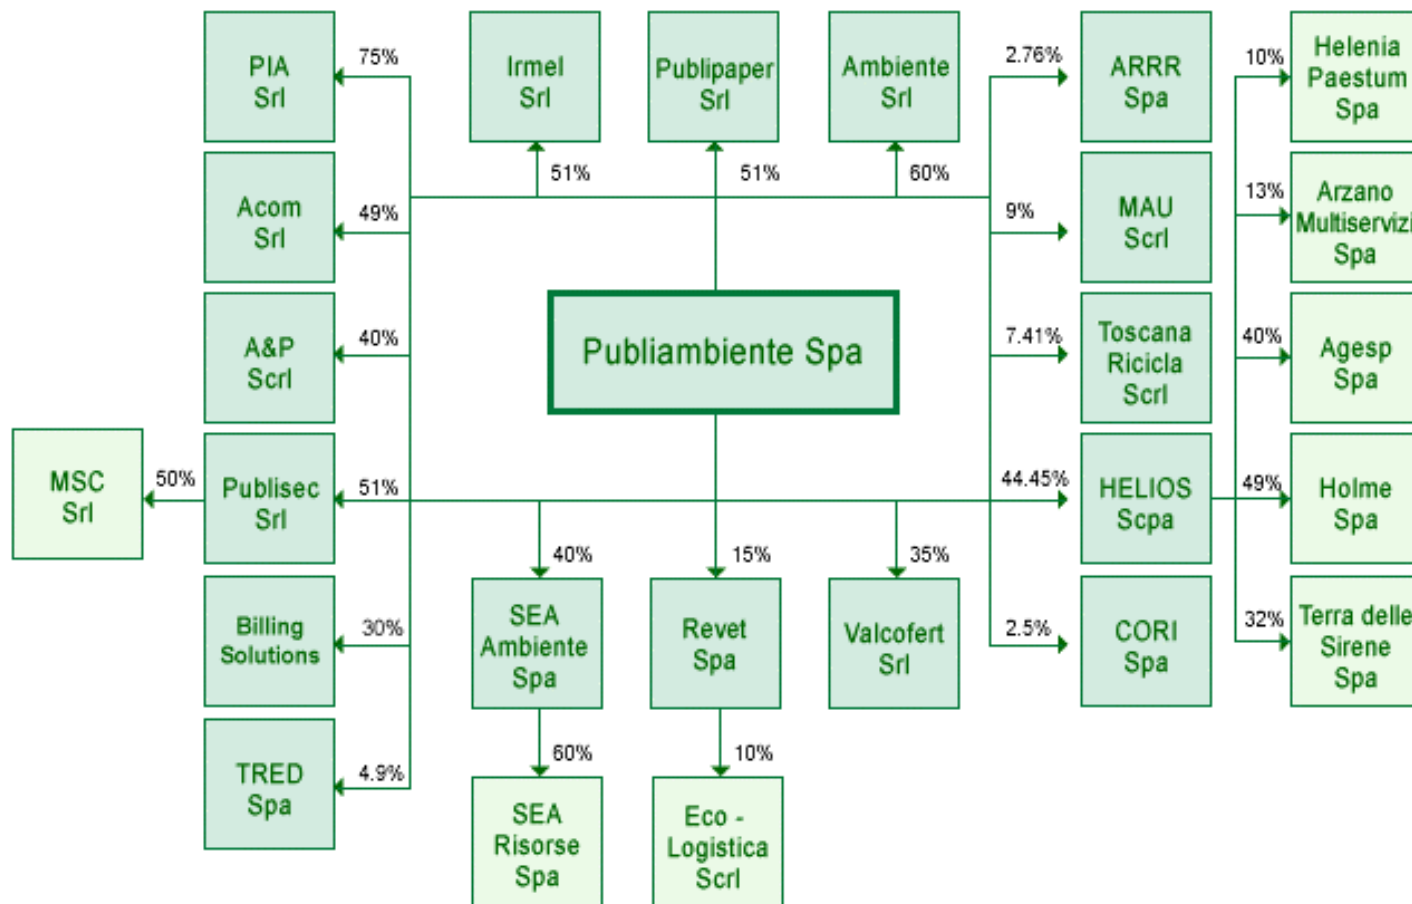 PIA
Srl
75%
Irmel
Srl
51%
Publipaper
Srl
51%
Ambiente
Srl
60%
2.76%
ARRR
Spa
10%
Helenia
Paestum
Spa
Acom
Srl
49%
9%
MAU
Scrl
13%
Arzano
Multiservizi
Spa
A&P
Scrl
40%
Publiambiente Spa
7.41%
Toscana
Ricicla
Scrl
40%
Agesp
Spa
MSC
Srl
50%
Publisec
Srl
51%
44.45%
HELIOS
Scpa
49%
Holme
Spa
Billing
Solutions
30%
40%
SEA
Ambiente
Spa
15%
Revet
Spa
35%
Valcofert
Srl
2.5%
CORI
Spa
32%
Terra delle
Sirene
Spa
TRED
Spa
4.9%
60%
SEA
Risorse
Spa
10%
Eco -
Logistica
Scrl